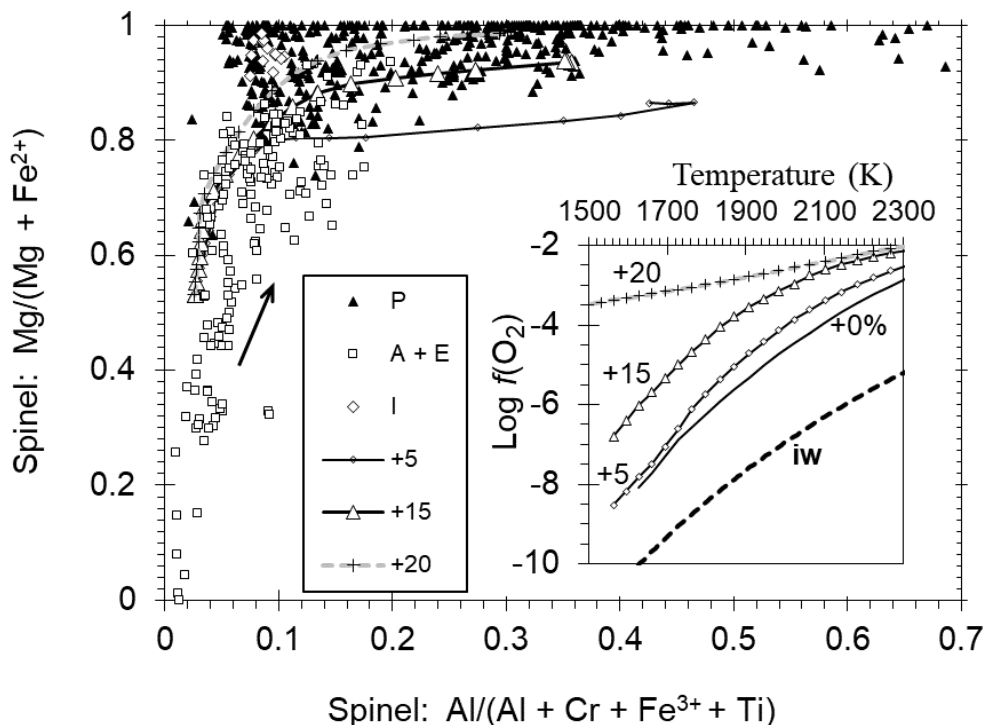 1
0.8
0.6
0.4
0.2
0
Spinel: Mg/(Mg + Fe²⁺)
P
A + E
I
+5
+15
+20
Temperature (K)
1500 1700 1900 2100 2300
-2
-4
-6
-8
-10
Log f(O₂)
+20
+15
+5
+0%
iw
0 0.1 0.2 0.3 0.4 0.5 0.6 0.7
Spinel: Al/(Al + Cr + Fe³⁺ + Ti)